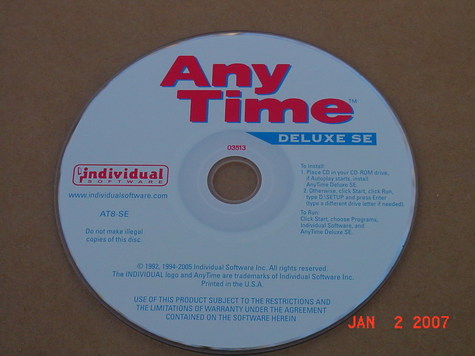 Any
Time™
DELUXE SE
03513
individual
SOFTWARE
www.individualsoftware.com
AT8-SE
Do not make illegal
copies of this disc.
To Install:
1. Place CD in your CD-ROM drive,
if Autoplay starts, install
AnyTime Deluxe SE.
2. Otherwise, click Start, click Run,
type D:\SETUP and press Enter
(type a different drive letter if needed)
To Run:
Click Start, choose Programs,
Individual Software, and
AnyTime Deluxe SE.
© 1992, 1994-2005 Individual Software Inc. All rights reserved.
The INDIVIDUAL logo and AnyTime are trademarks of Individual Software Inc.
Printed in the U.S.A.
USE OF THIS PRODUCT SUBJECT TO THE RESTRICTIONS AND
THE LIMITATIONS OF WARRANTY UNDER THE AGREEMENT
CONTAINED ON THE SOFTWARE HEREIN
JAN 2 2007